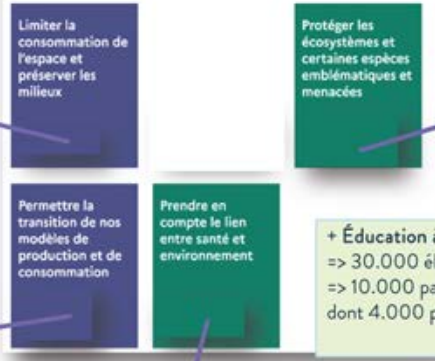 Limiter la
consommation de
l'espace et
préserver les
milieux
Protéger les
écosystèmes et
certaines espèces
emblématiques et
menacées
Permettre la
transition de nos
modèles de
production et de
consommation
Prendre en
compte le lien
entre santé et
environnement
+ Éducation
=> 30.000
=> 10.000
dont 4.000